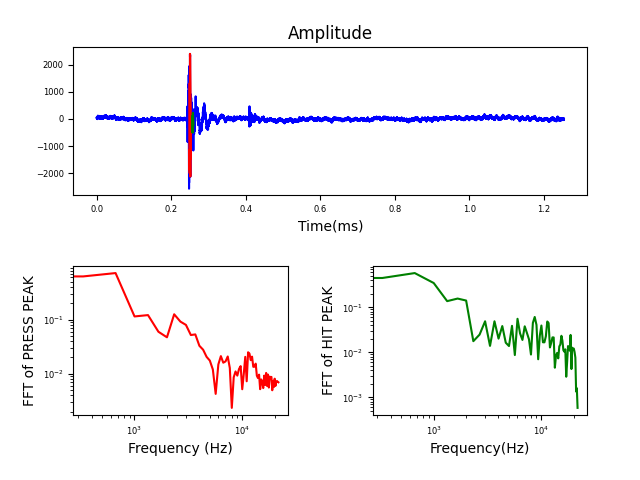 Amplitude
2000
1000
0
−1000
−2000
0.0 0.2 0.4 0.6 0.8 1.0 1.2
Time(ms)
FFT of PRESS PEAK
10⁻¹
10⁻²
10³ 10⁴
Frequency (Hz)
FFT of HIT PEAK
10⁻¹
10⁻²
10⁻³
10³ 10⁴
Frequency(Hz)